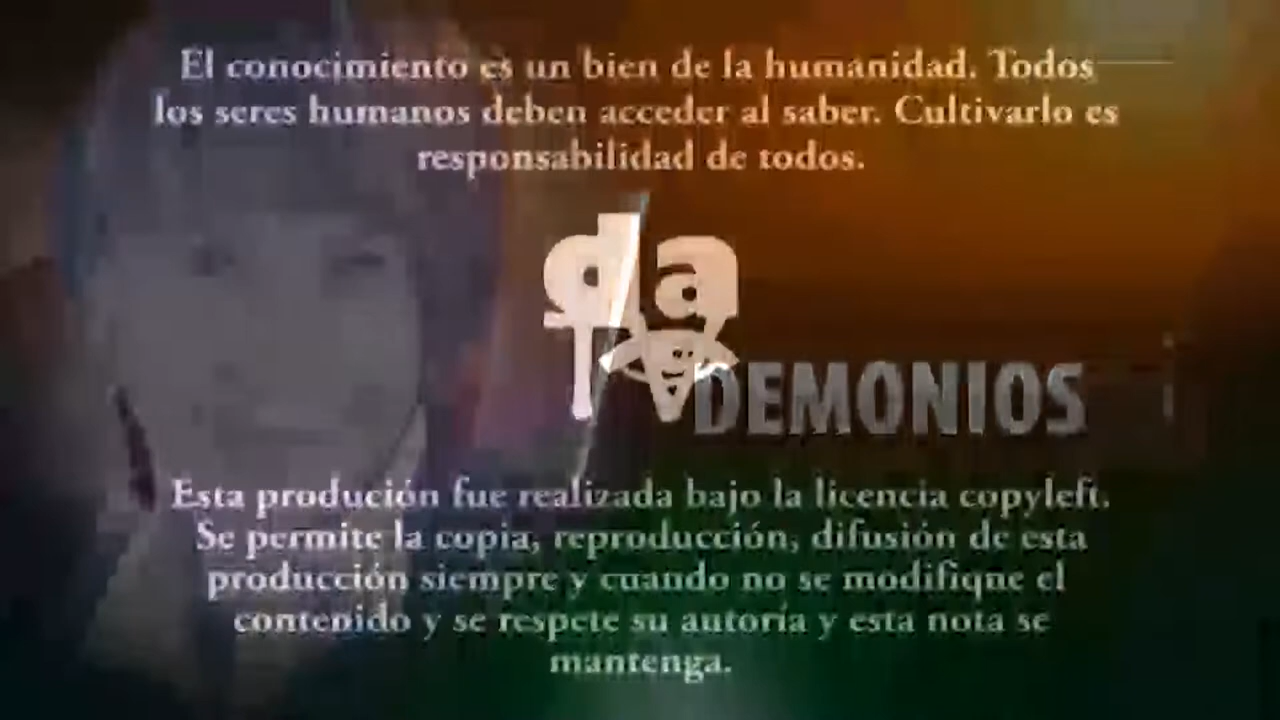 El conocimiento es un bien de la humanidad. Todos
los seres humanos deben acceder al saber. Cultivarlo es
responsabilidad de todos.
dla
DEMONIOS
Esta produción fue realizada bajo la licencia copyleft.
Se permite la copia, reproducción, difusión de esta
producción siempre y cuando no se modifique el
contenido y se respete su autoría y esta nota se
mantenga.